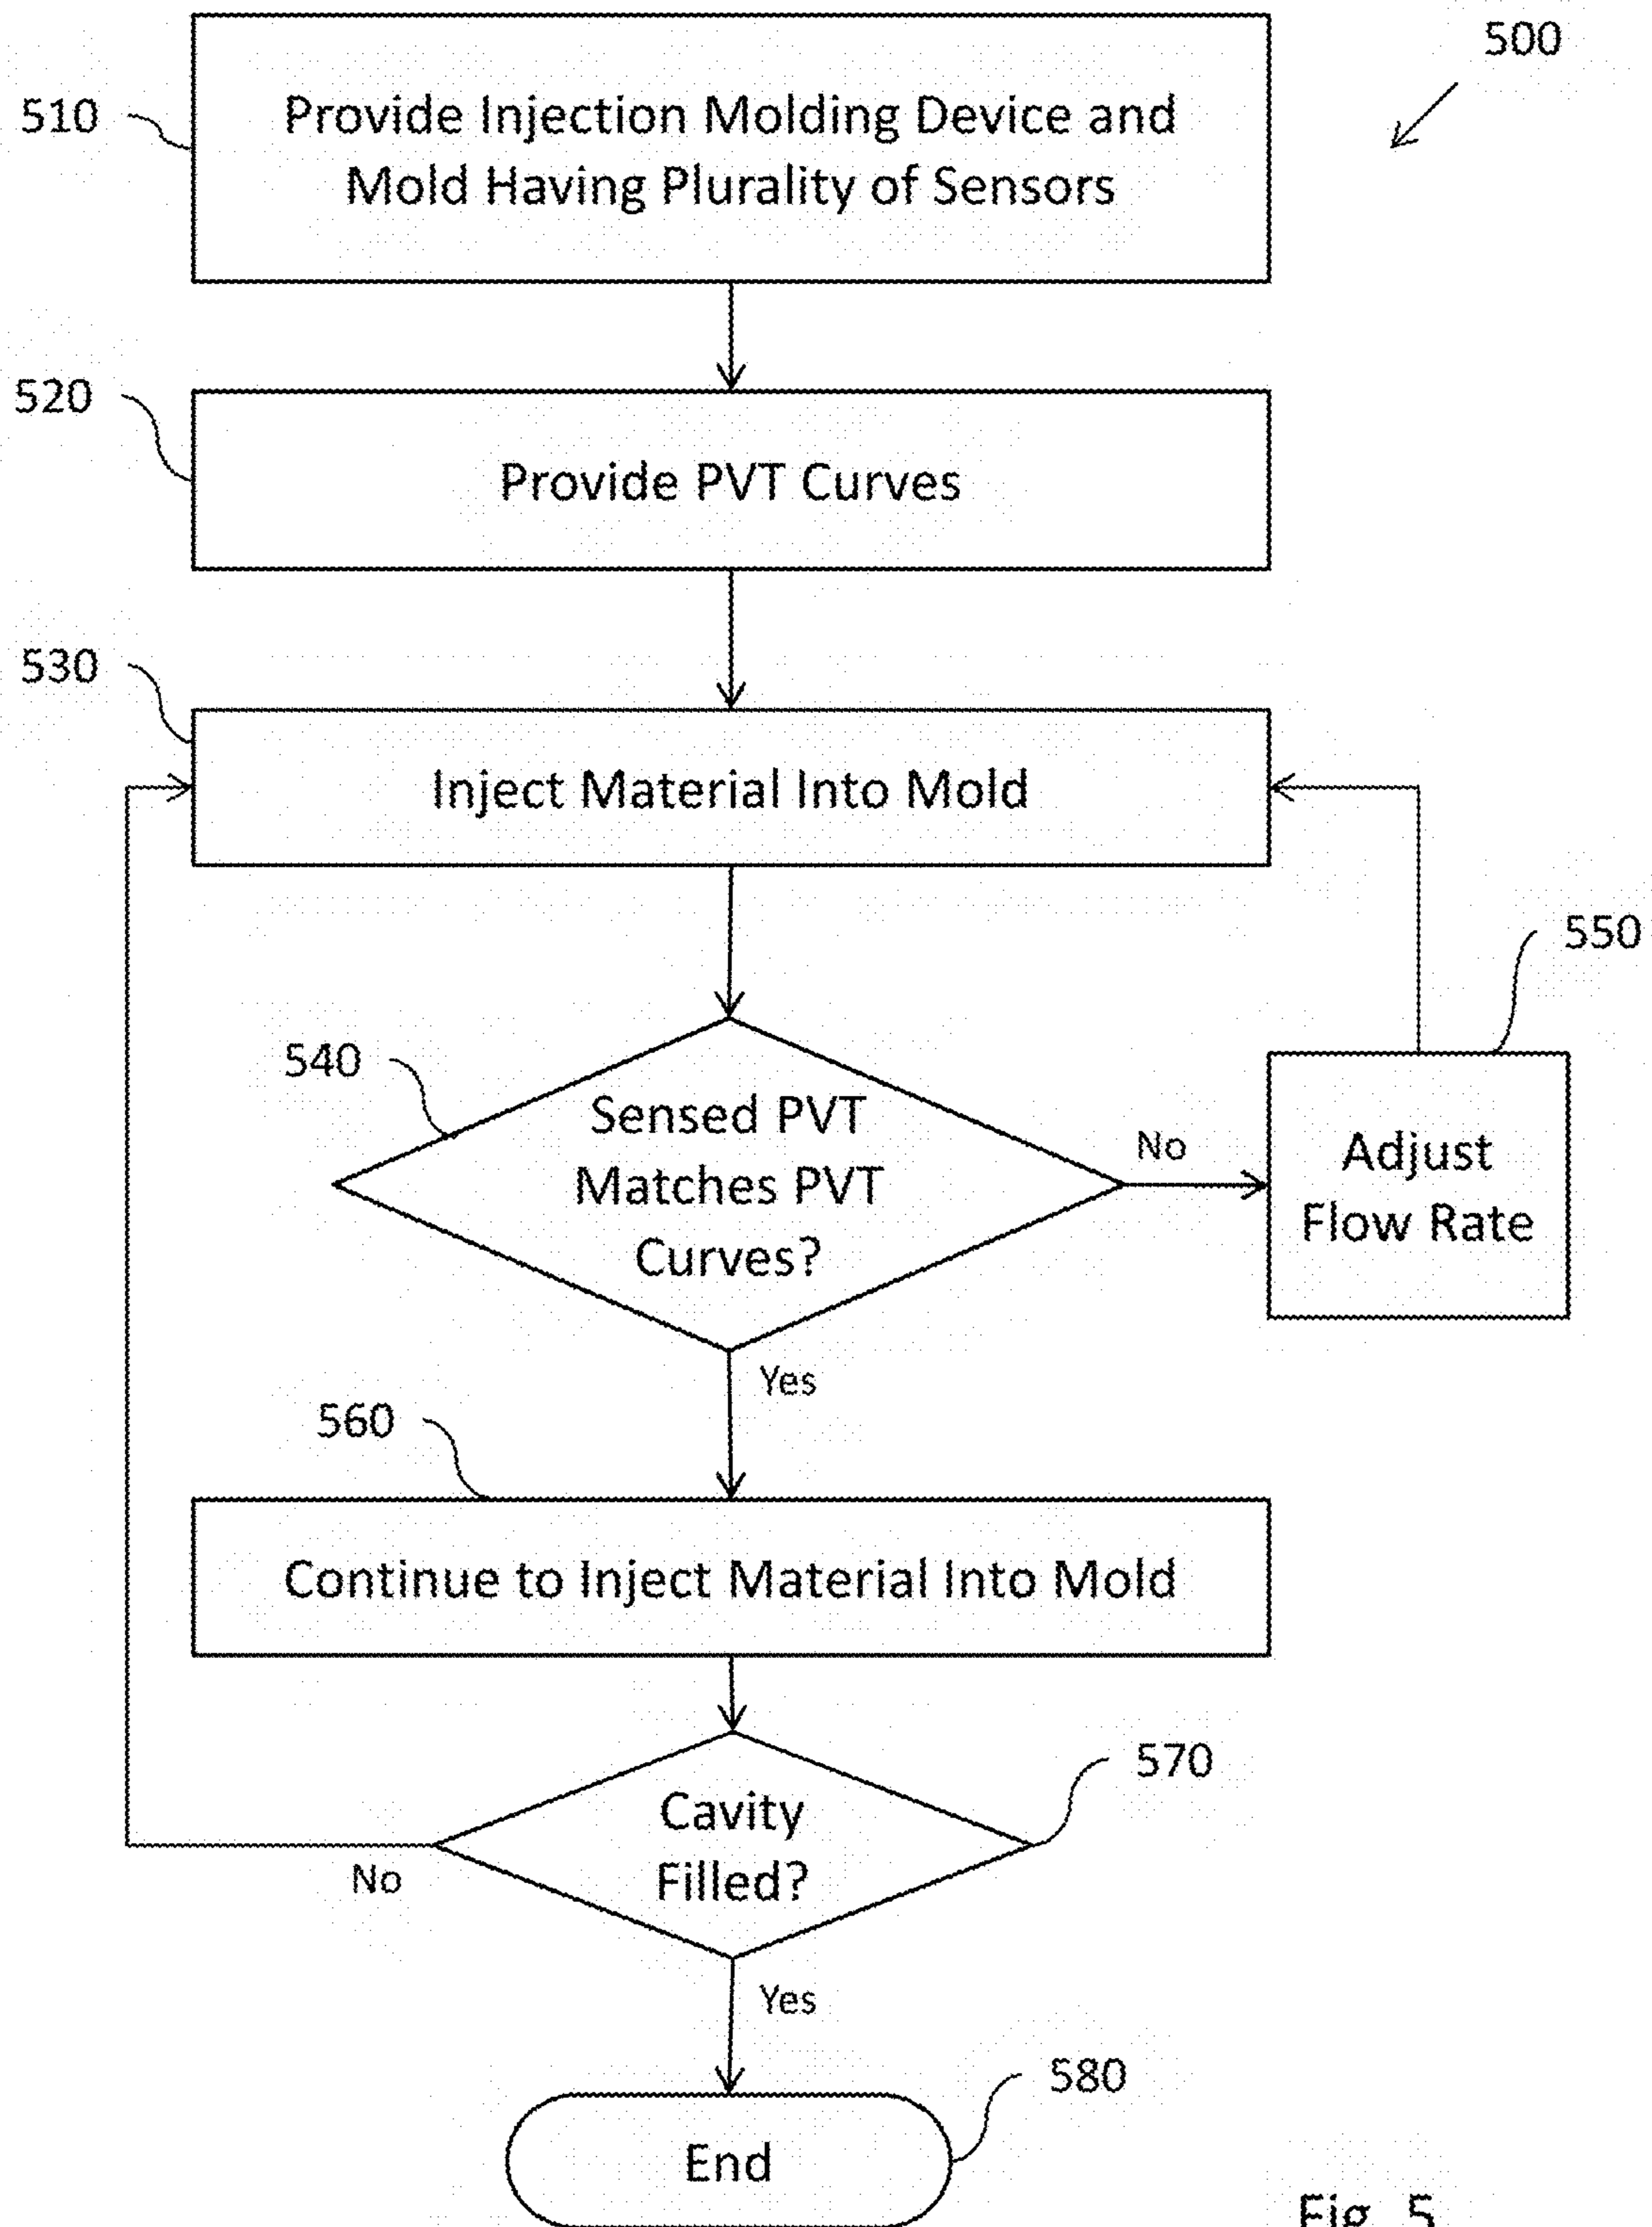 500
510
Provide Injection Molding Device and
Mold Having Plurality of Sensors
520
Provide PVT Curves
530
Inject Material Into Mold
550
540
Sensed PVT
Matches PVT
Curves?
No
Adjust
Flow Rate
Yes
560
Continue to Inject Material Into Mold
570
Cavity
Filled?
No
Yes
580
End
Fig. 5